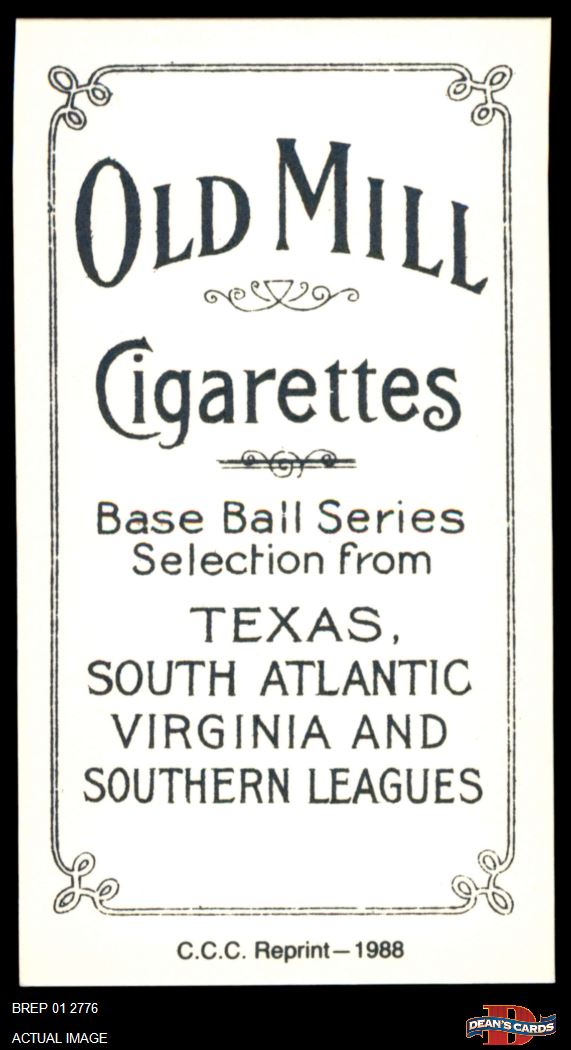 OLD MILL
Cigarettes
Base Ball Series
Selection from
TEXAS,
SOUTH ATLANTIC
VIRGINIA AND
SOUTHERN LEAGUES
C.C.C. Reprint—1988
BREP 01 2776
ACTUAL IMAGE
D
DEAN'S CARDS